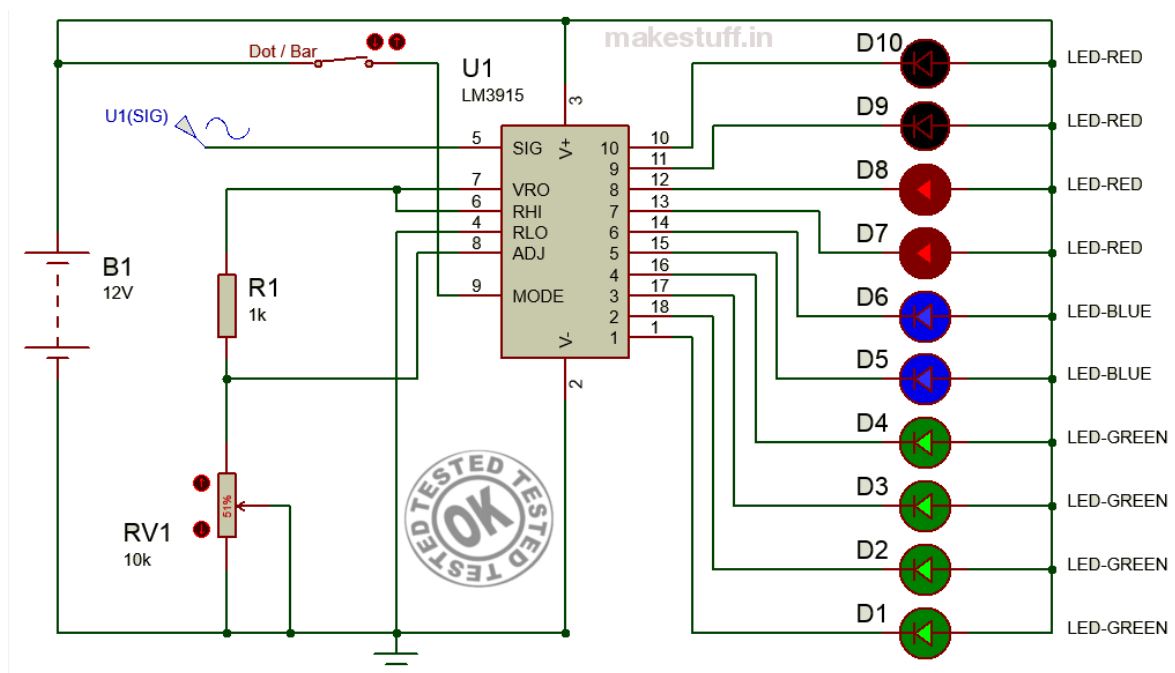 makestuff.in
Dot / Bar
U1
LM3915
U1(SIG)
B1
12V
R1
1k
RV1
10k
51%
3
V+
5 SIG
7 VRO
6 RHI
4 RLO
8 ADJ
9 MODE
V-
2
10 10
9 11
8 12
7 13
6 14
5 15
4 16
3 17
2 18
1 1
D10 LED-RED
D9 LED-RED
D8 LED-RED
D7 LED-RED
D6 LED-BLUE
D5 LED-BLUE
D4 LED-GREEN
D3 LED-GREEN
D2 LED-GREEN
D1 LED-GREEN
TESTED TESTED TESTED TESTED
OK